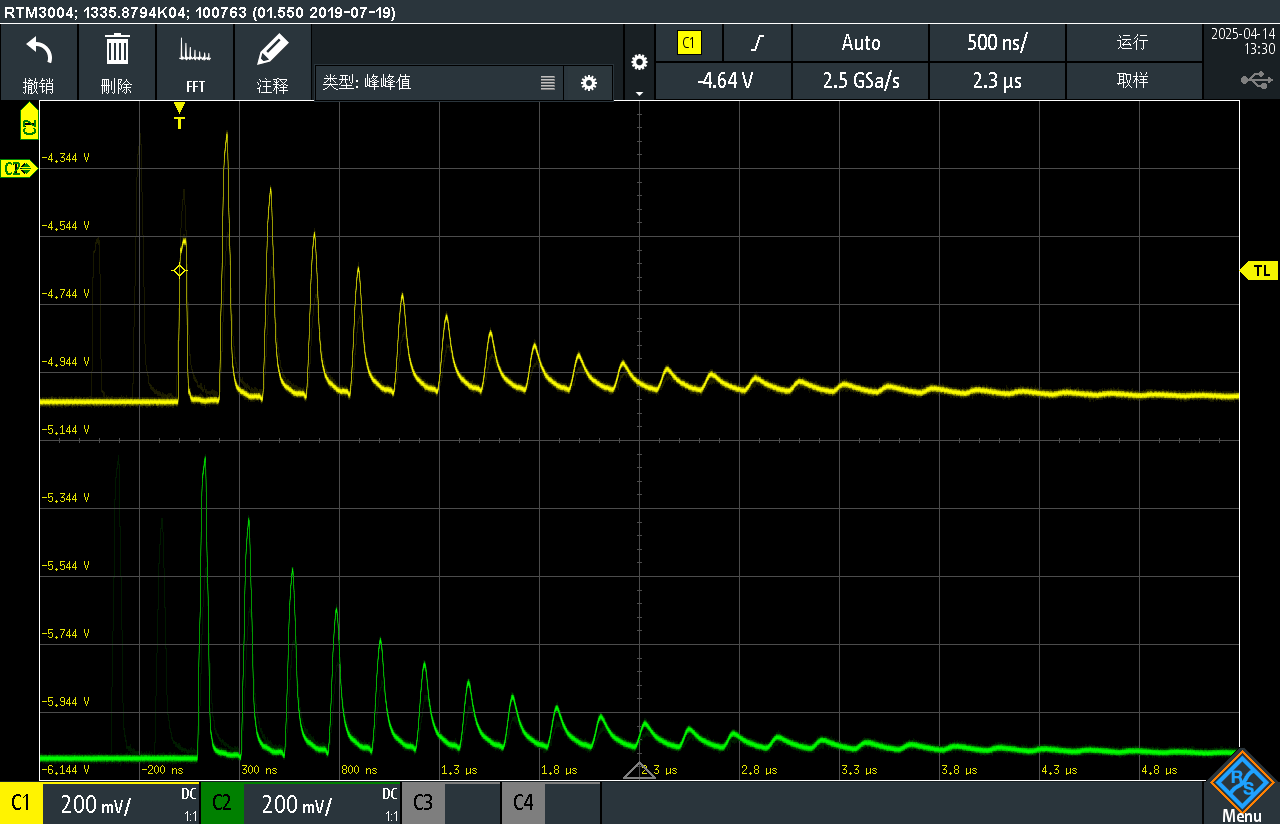 RTM3004; 1335.8794K04; 100763 (01.550 2019-07-19)
撤销
刪除
FFT
注释
类型: 峰峰值
C1
Auto
500 ns/
运行
-4.64 V
2.5 GSa/s
2.3 µs
取样
2025-04-14
13:30
T
TL
-4.344 V
-4.544 V
-4.744 V
-4.944 V
-5.144 V
-5.344 V
-5.544 V
-5.744 V
-5.944 V
-6.144 V
-200 ns
300 ns
800 ns
1.3 µs
1.8 µs
2.3 µs
2.8 µs
3.3 µs
3.8 µs
4.3 µs
4.8 µs
C1
200 mV/
DC
1:1
C2
200 mV/
DC
1:1
C3
C4
R
S
Menu